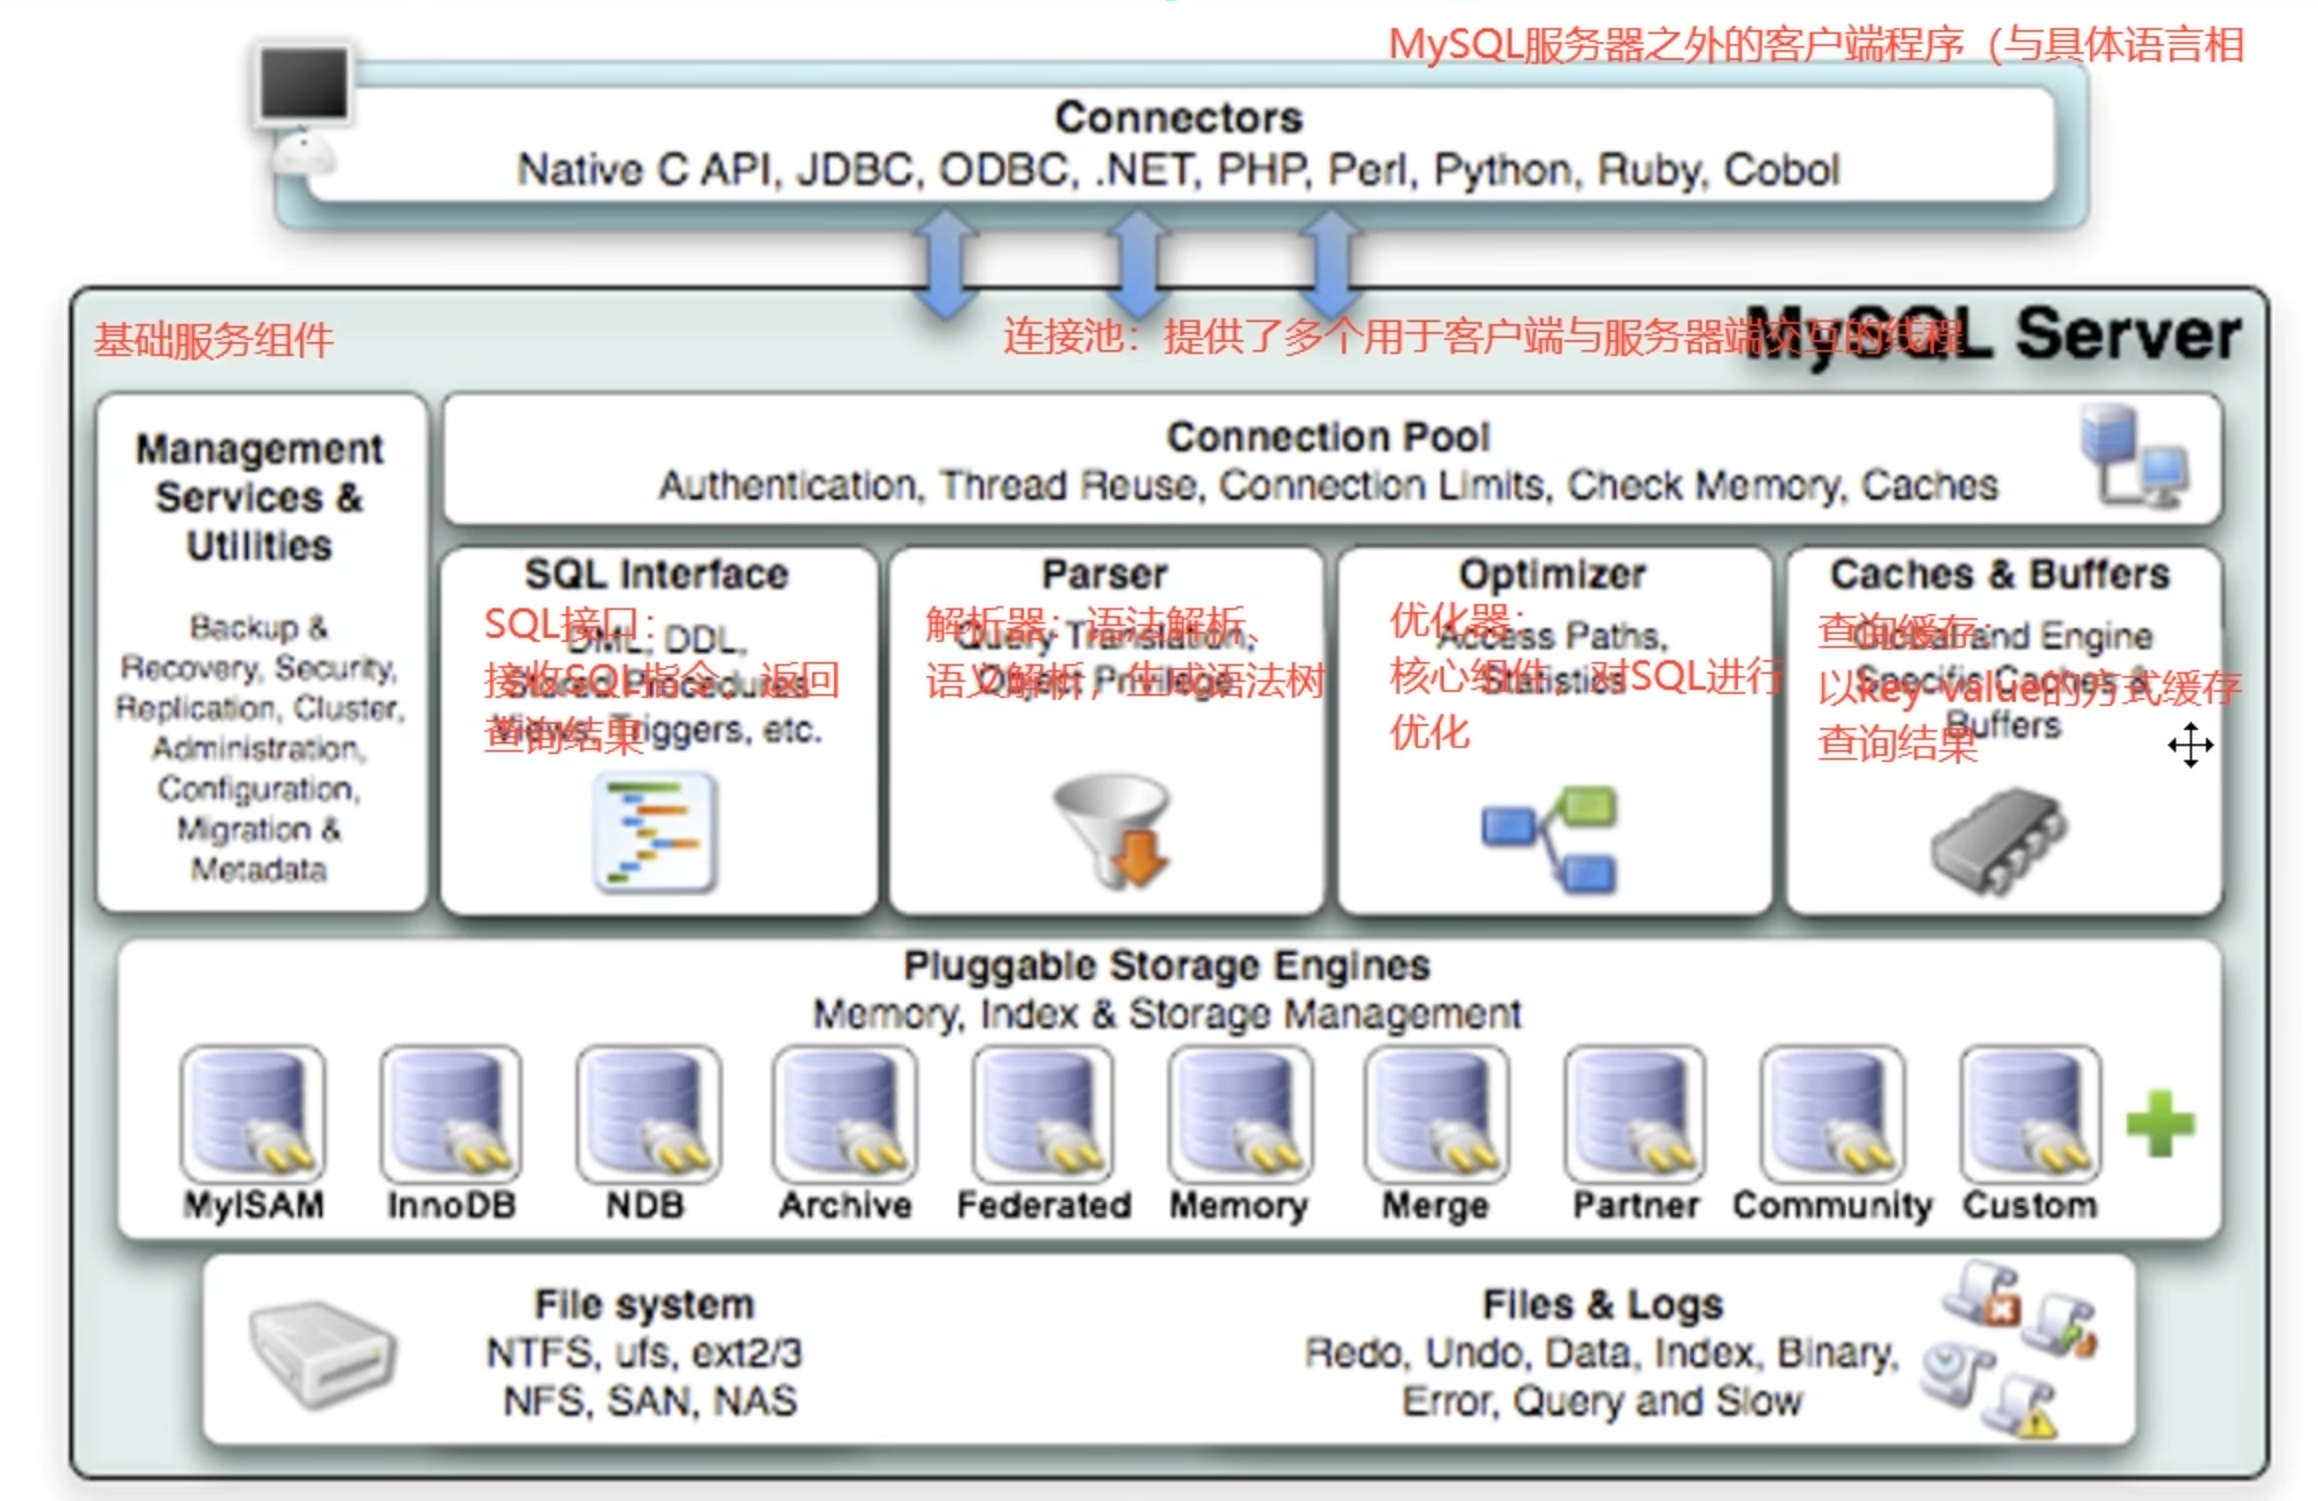 MySQL服务器之外的客户端程序（与具体语言相
Connectors
Native C API, JDBC, ODBC, .NET, PHP, Perl, Python, Ruby, Cobol
MySQL Server
基础服务组件
连接池：提供了多个用于客户端与服务器端交互的线程
Management
Services &
Utilities
Backup &
Recovery, Security,
Replication, Cluster,
Administration,
Configuration,
Migration &
Metadata
Connection Pool
Authentication, Thread Reuse, Connection Limits, Check Memory, Caches
SQL Interface
SQL接口：
接收SQL指令，返回
查询结果
DML, DDL,
Stored Procedures
Views, Triggers, etc.
Parser
解析器：语法解析、
语义解析，生成语法树
Query Translation,
Object Privilege
Optimizer
优化器：
核心组件，对SQL进行
优化
Access Paths,
Statistics
Caches & Buffers
查询缓存：
以key-value的方式缓存
查询结果
Global and Engine
Specific Caches &
Buffers
Pluggable Storage Engines
Memory, Index & Storage Management
MyISAM
InnoDB
NDB
Archive
Federated
Memory
Merge
Partner
Community
Custom
File system
NTFS, ufs, ext2/3
NFS, SAN, NAS
Files & Logs
Redo, Undo, Data, Index, Binary,
Error, Query and Slow